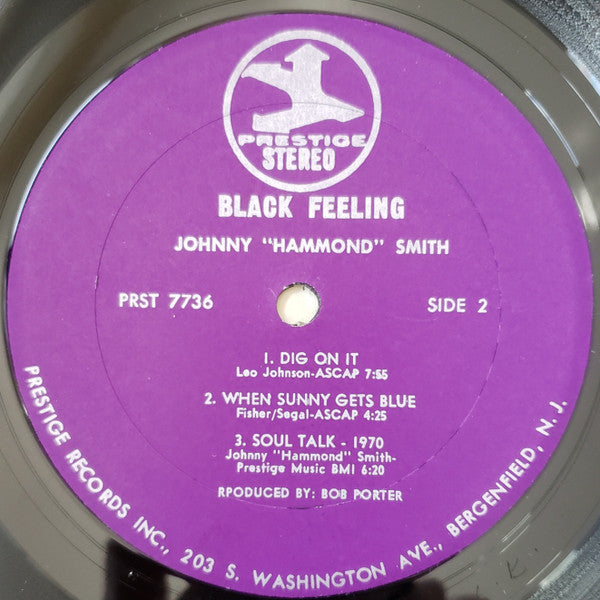 PRESTIGE
STEREO
BLACK FEELING
JOHNNY "HAMMOND" SMITH
PRST 7736
SIDE 2
1. DIG ON IT
Leo Johnson-ASCAP 7:55
2. WHEN SUNNY GETS BLUE
Fisher/Segal-ASCAP 4:25
3. SOUL TALK - 1970
Johnny "Hammond" Smith-
Prestige Music BMI 6:20
RPODUCED BY: BOB PORTER
PRESTIGE RECORDS INC., 203 S. WASHINGTON AVE., BERGENFIELD, N. J.